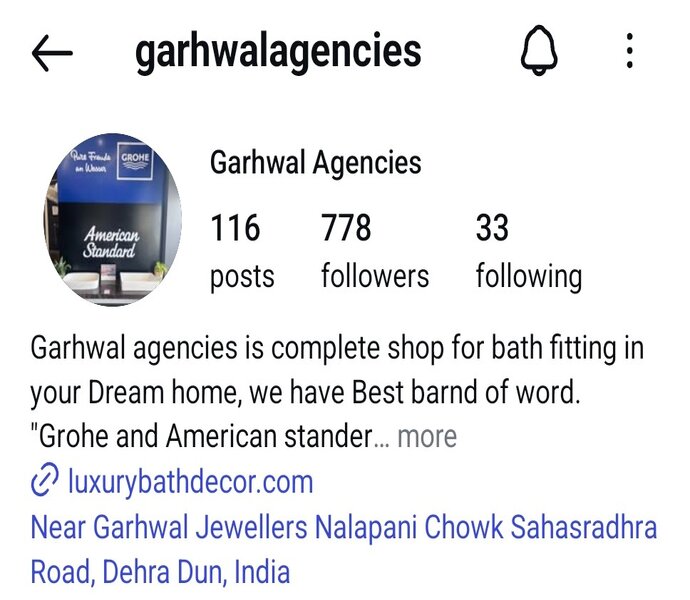 garhwalagencies
Pure Freude
an Wasser
GROHE
American
Standard
Garhwal Agencies
116 778 33
posts followers following
Garhwal agencies is complete shop for bath fitting in
your Dream home, we have Best barnd of word.
"Grohe and American stander... more
luxurybathdecor.com
Near Garhwal Jewellers Nalapani Chowk Sahasradhra
Road, Dehra Dun, India